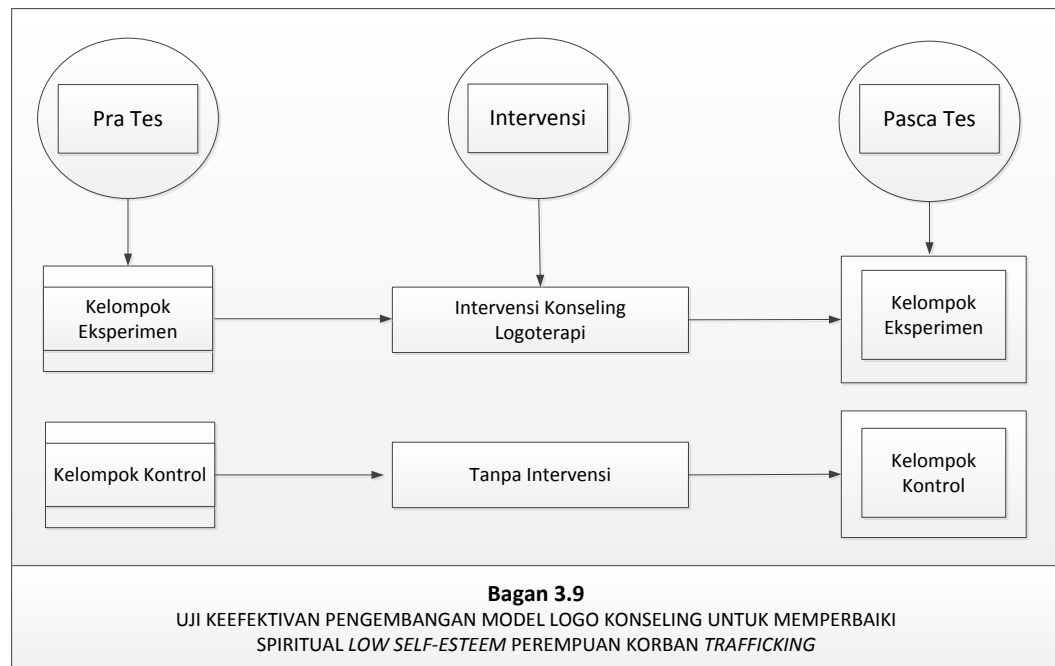 Pra Tes
Intervensi
Pasca Tes
Kelompok
Eksperimen
Intervensi Konseling
Logoterapi
Kelompok
Eksperimen
Kelompok Kontrol
Tanpa Intervensi
Kelompok
Kontrol
Bagan 3.9
UJI KEEFEKTIVAN PENGEMBANGAN MODEL LOGO KONSELING UNTUK MEMPERBAIKI
SPIRITUAL LOW SELF-ESTEEM PEREMPUAN KORBAN TRAFFICKING